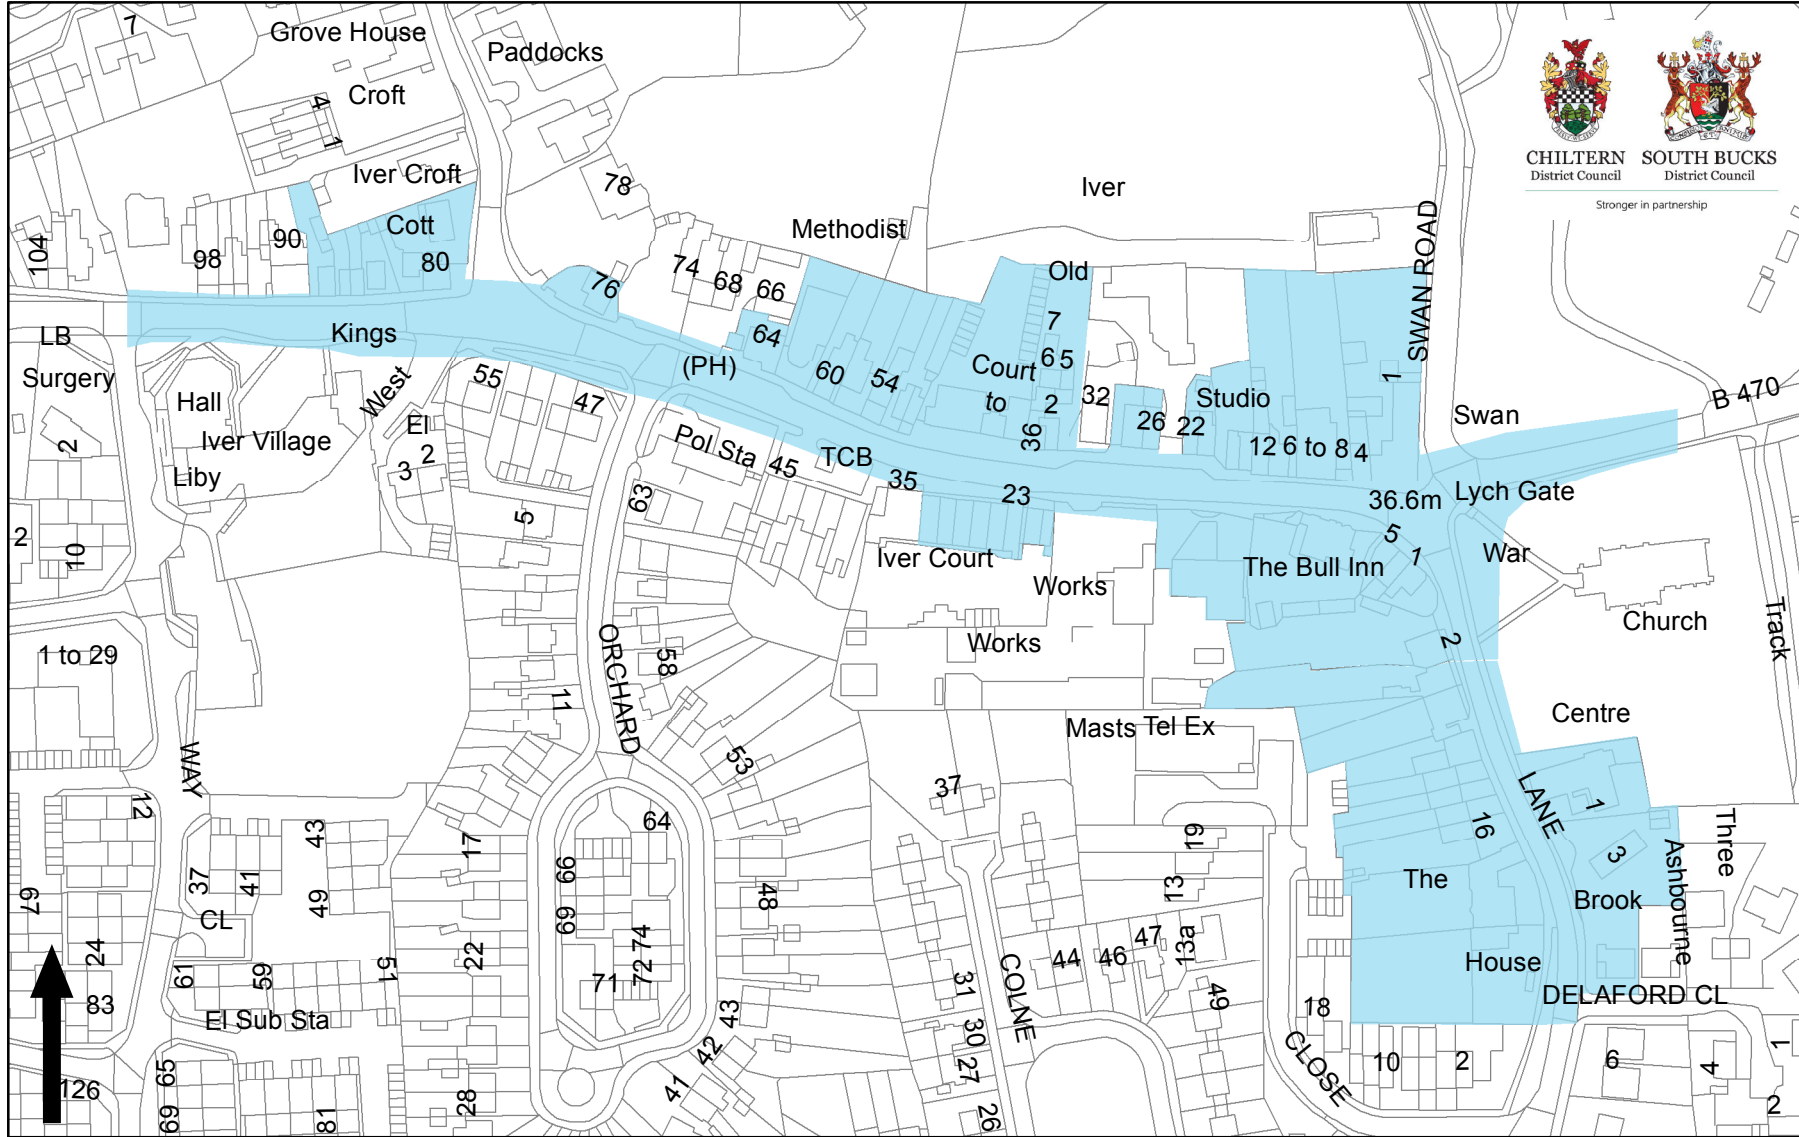 7
Grove House
Paddocks
Croft
4
1
Iver Croft
78
Iver
CHILTERN
District Council
SOUTH BUCKS
District Council
Stronger in partnership
Cott
Methodist
104
98
90
80
74
68
66
76
Old
SWAN ROAD
LB
Kings
64
(PH)
60
54
7
6
5
Court
to
2
36
32
26
22
Studio
1
12
6 to 8
4
Swan
B 470
Surgery
Hall
West
55
47
El
2
3
Iver Village
Liby
2
Pol Sta
45
TCB
35
23
36.6m
Lych Gate
63
5
2
10
Iver Court
Works
The Bull Inn
5
1
War
Works
Church
Track
1 to 29
ORCHARD
58
11
2
Masts
Tel Ex
Centre
WAY
53
37
LANE
12
43
17
64
19
16
1
3
Three
Ashbourne
37
41
49
66
69
48
13
The
Brook
67
CL
24
22
74
72
71
44
46
47
13a
House
61
59
51
83
El Sub Sta
43
42
31
COLNE
49
18
DELAFORD CL
30
27
CLOSE
10
2
6
4
1
126
65
69
81
28
41
26
2